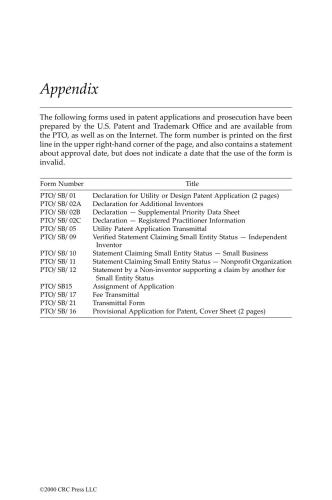 Appendix
The following forms used in patent applications and prosecution have been
prepared by the U.S. Patent and Trademark Office and are available from
the PTO, as well as on the Internet. The form number is printed on the first
line in the upper right-hand corner of the page, and also contains a statement
about approval date, but does not indicate a date that the use of the form is
invalid.
Form Number Title
PTO/ SB/ 01 Declaration for Utility or Design Patent Application (2 pages)
PTO/ SB/ 02A Declaration for Additional Inventors
PTO/ SB/ 02B Declaration — Supplemental Priority Data Sheet
PTO/ SB/ 02C Declaration — Registered Practitioner Information
PTO/ SB/ 05 Utility Patent Application Transmittal
PTO/ SB/ 09 Verified Statement Claiming Small Entity Status — Independent
Inventor
PTO/ SB/ 10 Statement Claiming Small Entity Status — Small Business
PTO/ SB/ 11 Statement Claiming Small Entity Status — Nonprofit Organization
PTO/ SB/ 12 Statement by a Non-inventor supporting a claim by another for
Small Entity Status
PTO/ SB15 Assignment of Application
PTO/ SB/ 17 Fee Transmittal
PTO/ SB/ 21 Transmittal Form
PTO/ SB/ 16 Provisional Application for Patent, Cover Sheet (2 pages)
©2000 CRC Press LLC